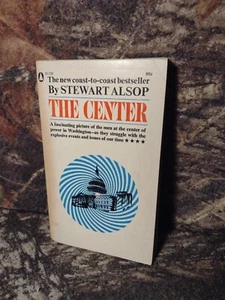 The new coast-to-coast bestseller
By STEWART ALSOP
THE CENTER
A fascinating picture of the men at the center of
power in Washington—as they struggle with the
explosive events and issues of our time ★★★★